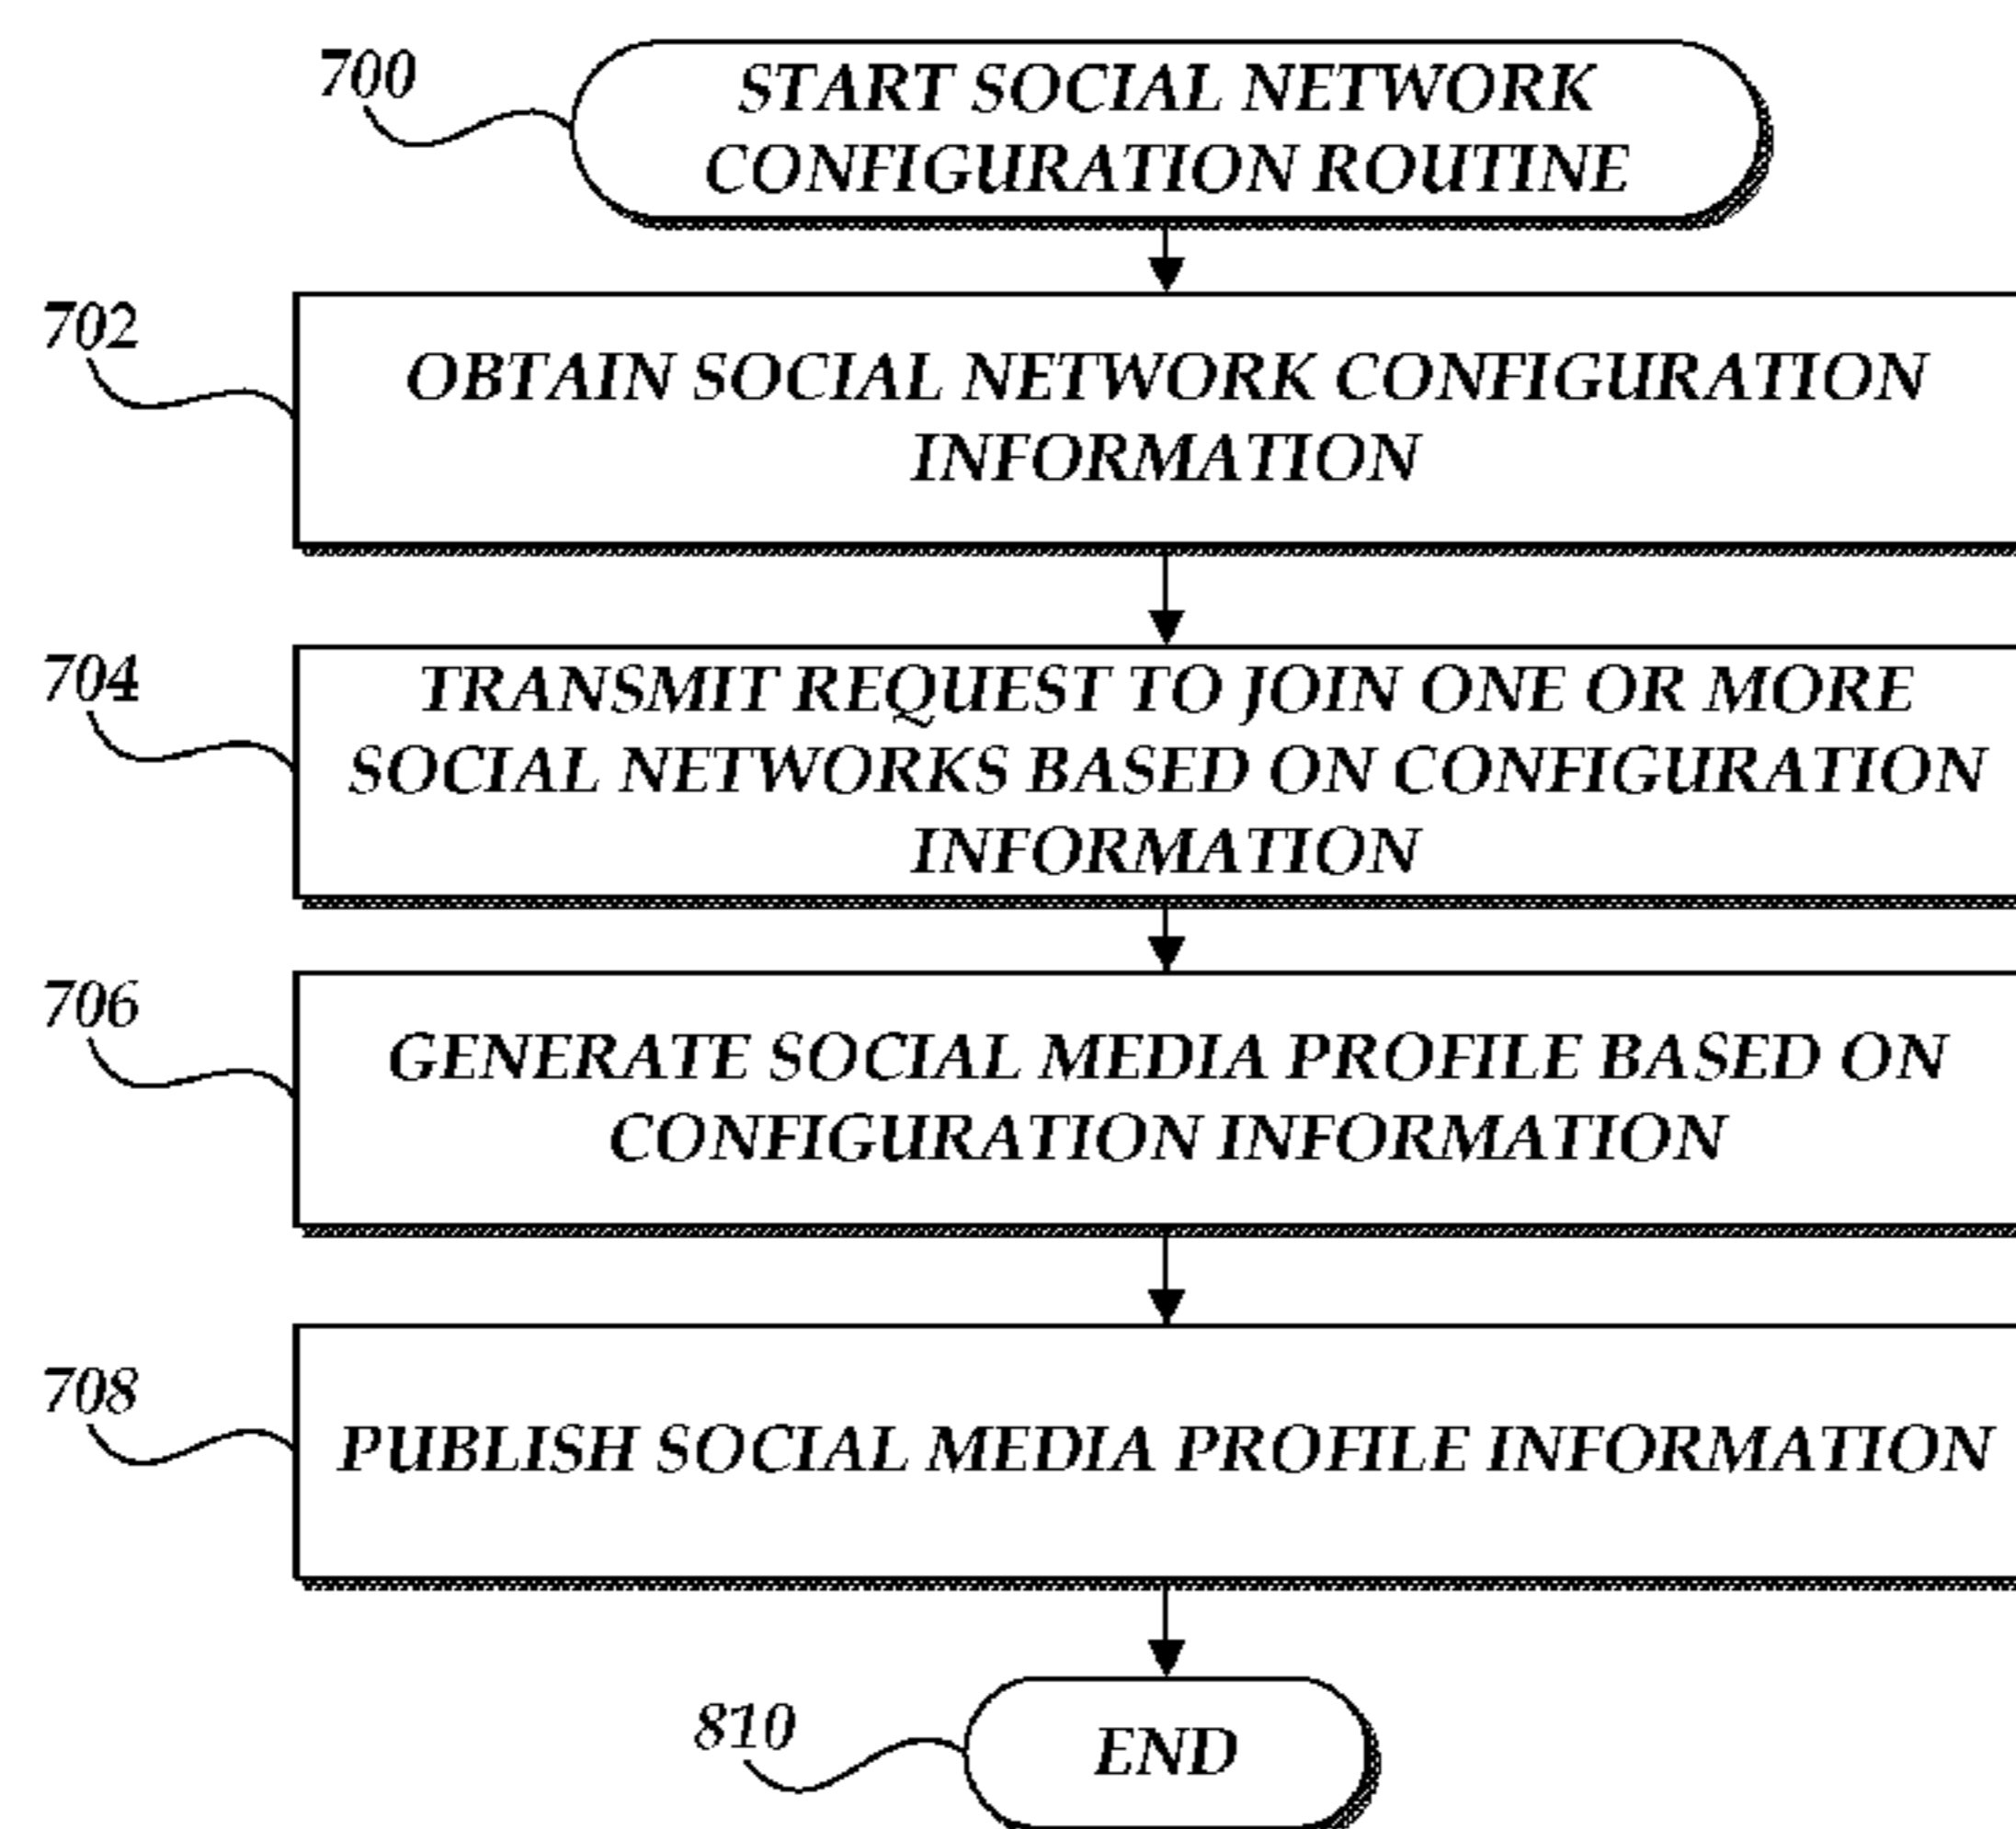 700
START SOCIAL NETWORK
CONFIGURATION ROUTINE
702
OBTAIN SOCIAL NETWORK CONFIGURATION
INFORMATION
704
TRANSMIT REQUEST TO JOIN ONE OR MORE
SOCIAL NETWORKS BASED ON CONFIGURATION
INFORMATION
706
GENERATE SOCIAL MEDIA PROFILE BASED ON
CONFIGURATION INFORMATION
708
PUBLISH SOCIAL MEDIA PROFILE INFORMATION
810
END